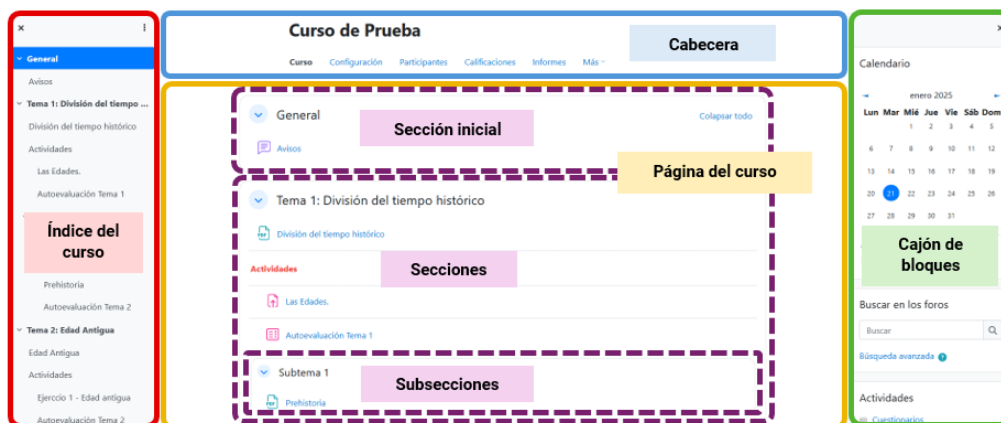 General
Avisos
Tema 1: División del tiempo ...
División del tiempo histórico
Actividades
Las Edades.
Autoevaluación Tema 1
Índice del
curso
Prehistoria
Autoevaluación Tema 2
Tema 2: Edad Antigua
Edad Antigua
Actividades
Ejerccio 1 - Edad antigua
Autoevaluación Tema 2
Curso de Prueba
Cabecera
Curso Configuración Participantes Calificaciones Informes Más
General
Colapsar todo
Sección inicial
Avisos
Página del curso
Tema 1: División del tiempo histórico
División del tiempo histórico
Actividades
Secciones
Las Edades.
Autoevaluación Tema 1
Subtema 1
Subsecciones
Prehistoria
Calendario
enero 2025
Lun Mar Mié Jue Vie Sáb Dom
1 2 3 4 5
6 7 8 9 10 11 12
13 14 15 16 17 18 19
20 21 22 23 24 25 26
27 28 29 30 31
Cajón de
bloques
Buscar en los foros
Buscar
Búsqueda avanzada
Actividades
Cuestionarios